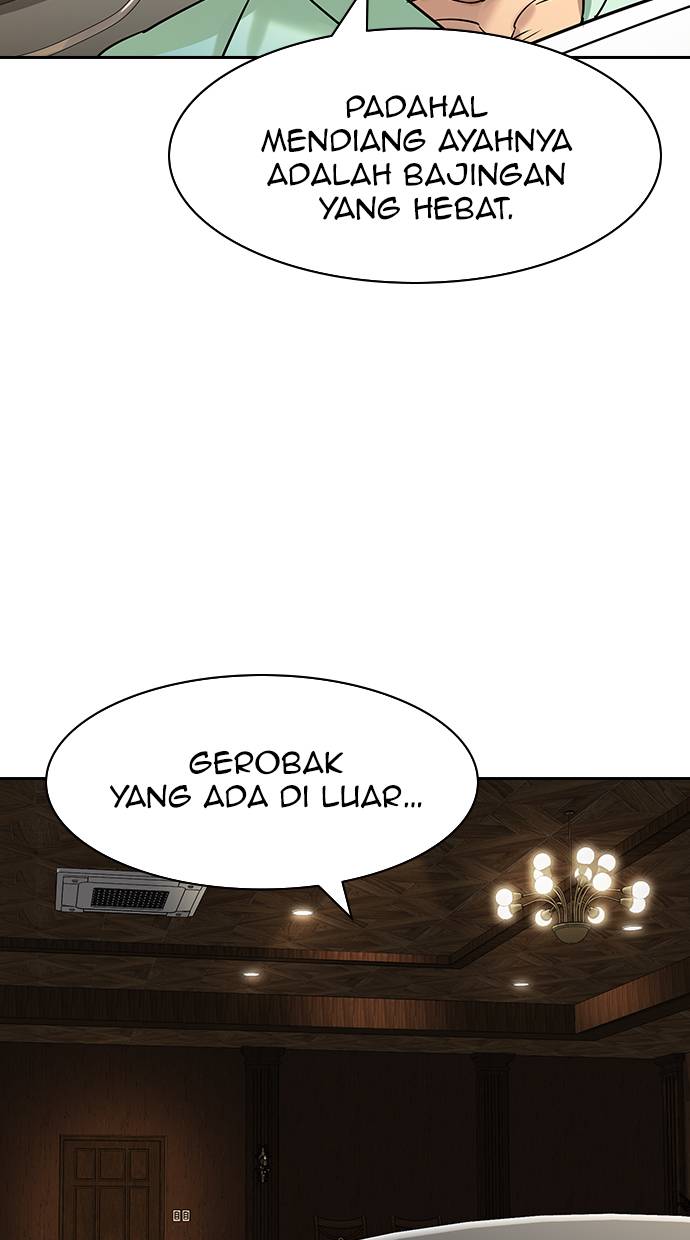 PADAHAL
MENDIANG AYAHNYA
ADALAH BAJINGAN
YANG HEBAT.
GEROBAK
YANG ADA DI LUAR...